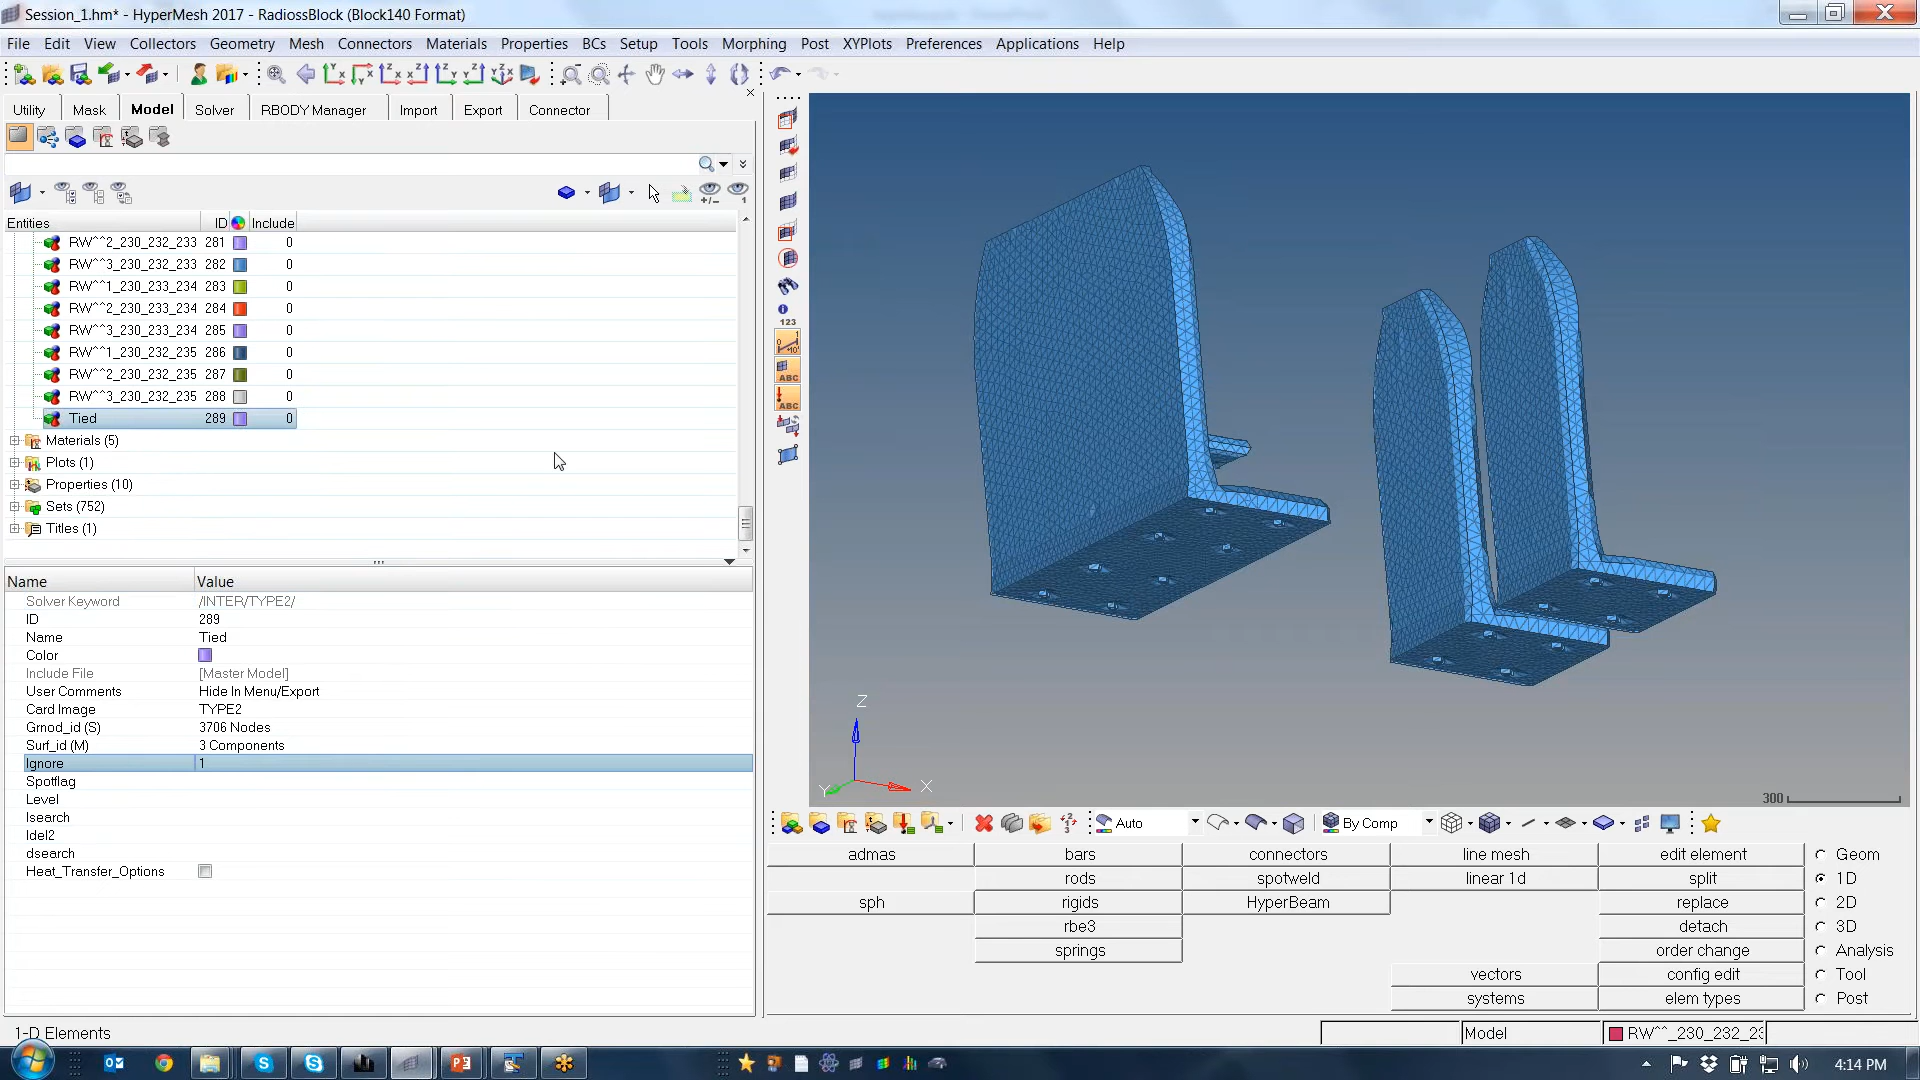 Session_1.hm* - HyperMesh 2017 - RadiossBlock (Block140 Format)
File Edit View Collectors Geometry Mesh Connectors Materials Properties BCs Setup Tools Morphing Post XYPlots Preferences Applications Help
Utility Mask Model Solver RBODY Manager Import Export Connector
Entities ID Include
RW^^2_230_232_233 281 0
RW^^3_230_232_233 282 0
RW^^1_230_233_234 283 0
RW^^2_230_233_234 284 0
RW^^3_230_233_234 285 0
RW^^1_230_232_235 286 0
RW^^2_230_232_235 287 0
RW^^3_230_232_235 288 0
Tied 289 0
Materials (5)
Plots (1)
Properties (10)
Sets (752)
Titles (1)
Name Value
Solver Keyword /INTER/TYPE2/
ID 289
Name Tied
Color
Include File [Master Model]
User Comments Hide In Menu/Export
Card Image TYPE2
Grnod_id (S) 3706 Nodes
Surf_id (M) 3 Components
Ignore 1
Spotflag
Level
Isearch
Idel2
dsearch
Heat_Transfer_Options
123
ABC
ABC
Z
Y X
300
Auto By Comp
admas bars connectors line mesh edit element Geom
rods spotweld linear 1d split 1D
sph rigids HyperBeam replace 2D
rbe3 detach 3D
springs order change Analysis
vectors config edit Tool
systems elem types Post
1-D Elements Model RW^^_230_232_23
4:14 PM